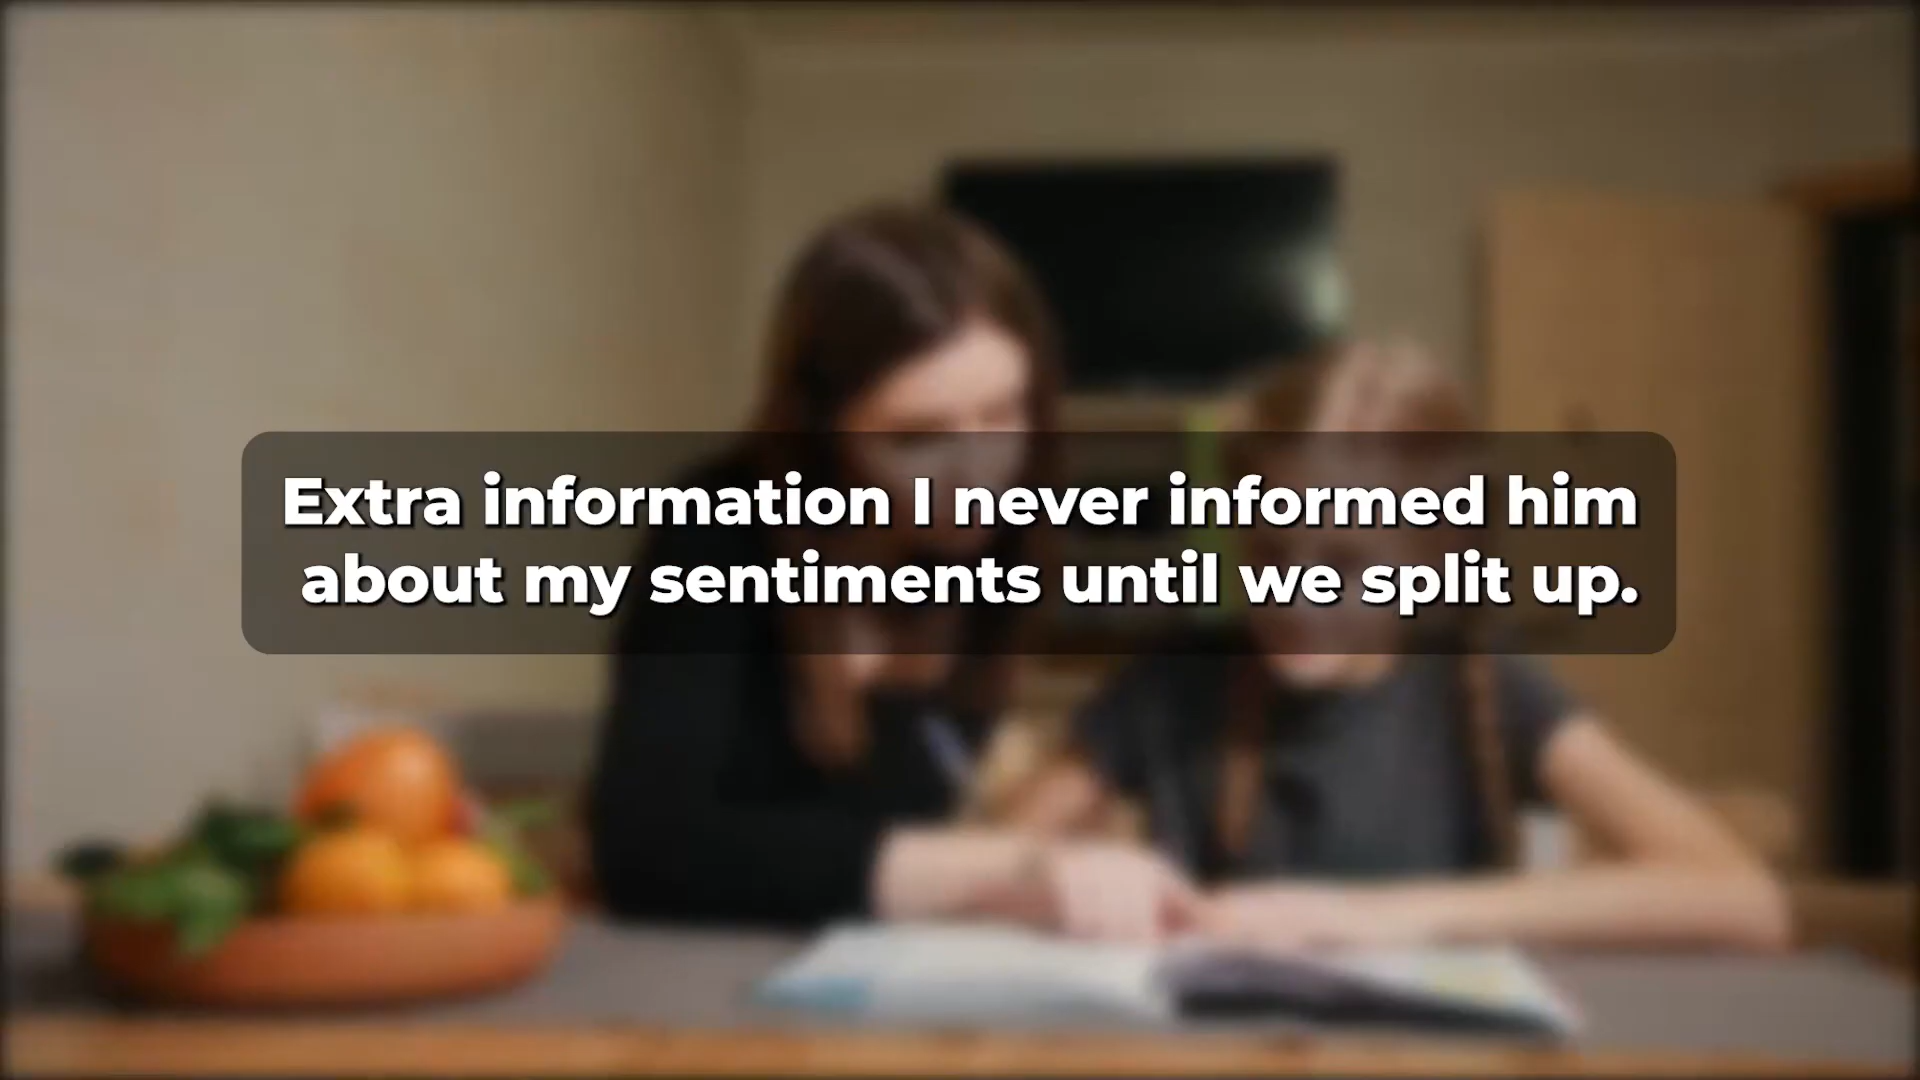 Extra information I never informed him
about my sentiments until we split up.